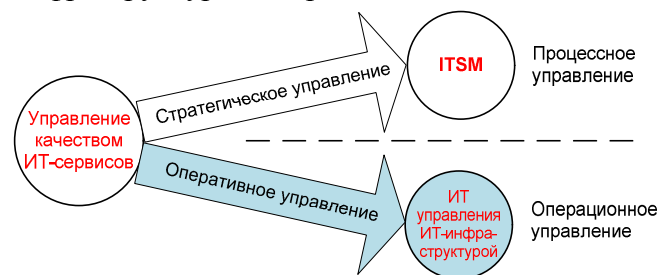 Управление
качеством
ИТ-сервисов
Стратегическое управление
ITSM
Процессное
управление
Оперативное управление
ИТ
управления
ИТ-инфра-
структурой
Операционное
управление